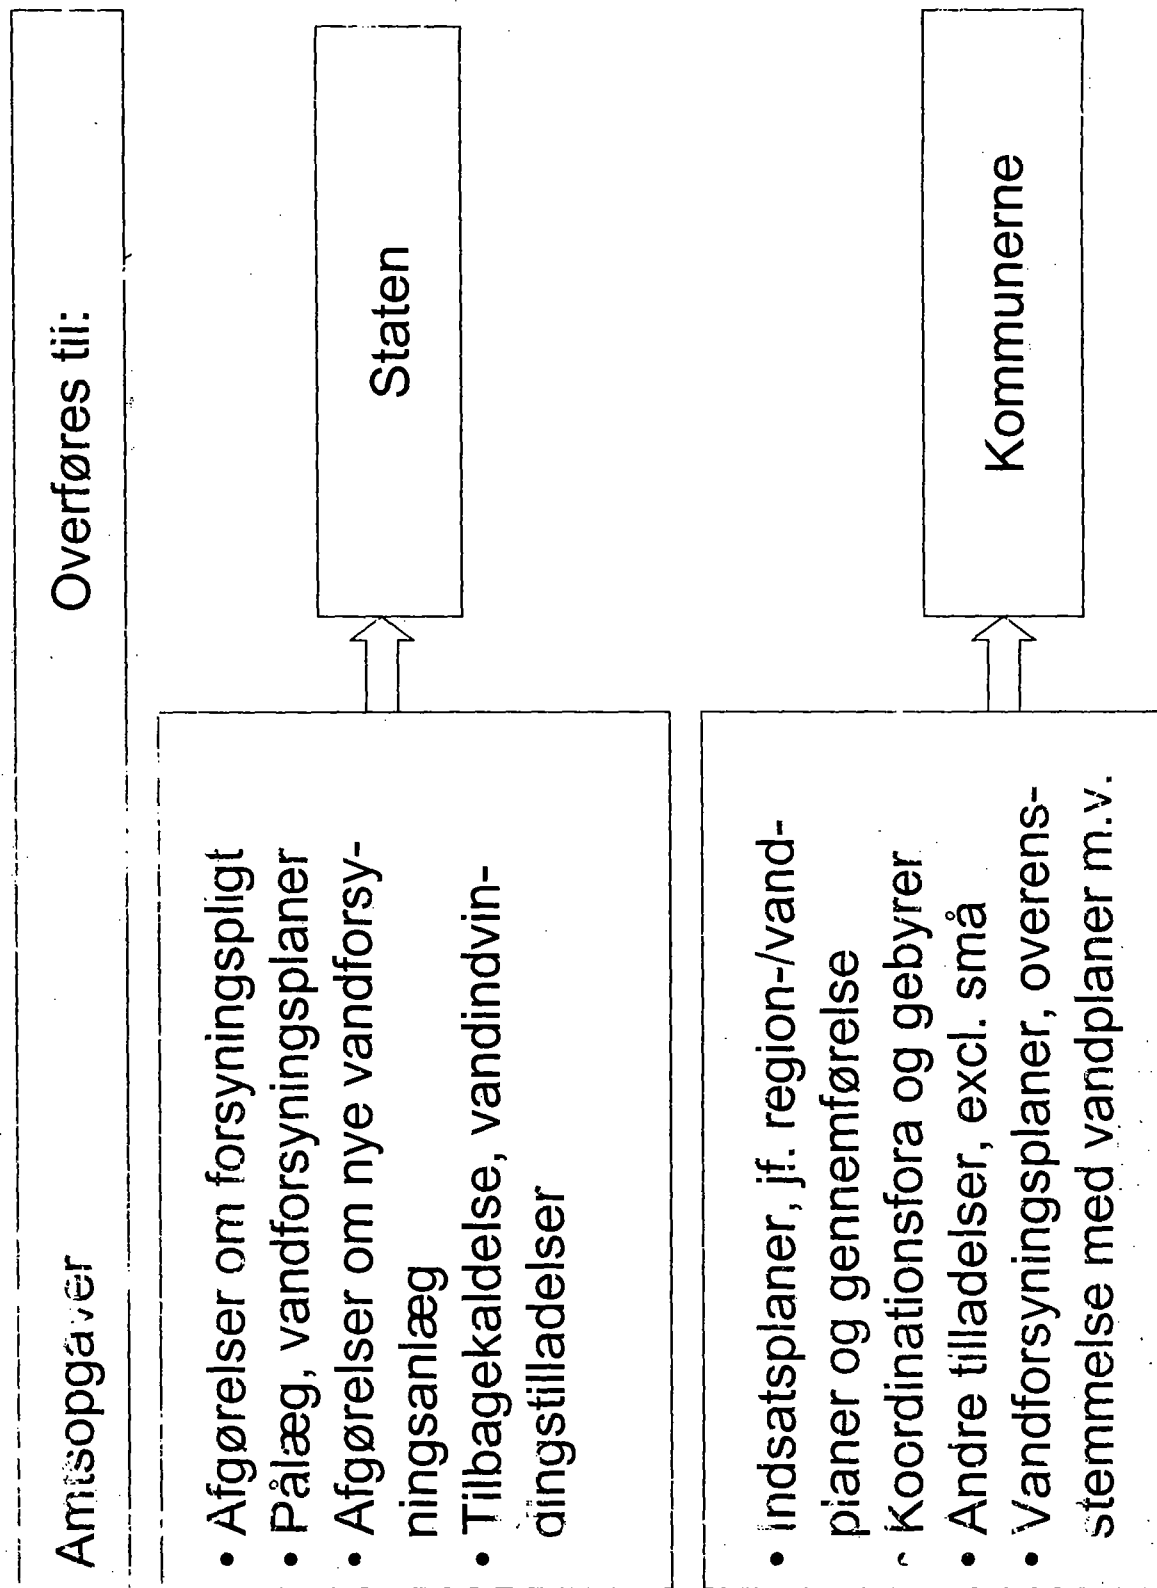 Amtsopgaver
Overføres til:
• Afgørelser om forsyningspligt
• Pålæg, vandforsyningsplaner
• Afgørelser om nye vandforsy-
ningsanlæg
• Tilbagekaldelse, vandindvin-
dingstilladelser
Staten
• Indsatsplaner, jf. region-/vand-
planer og gennemførelse
• Koordinationsfora og gebyrer
• Andre tilladelser, excl. små
• Vandforsyningsplaner, overens-
stemmelse med vandplaner m.v.
Kommunerne